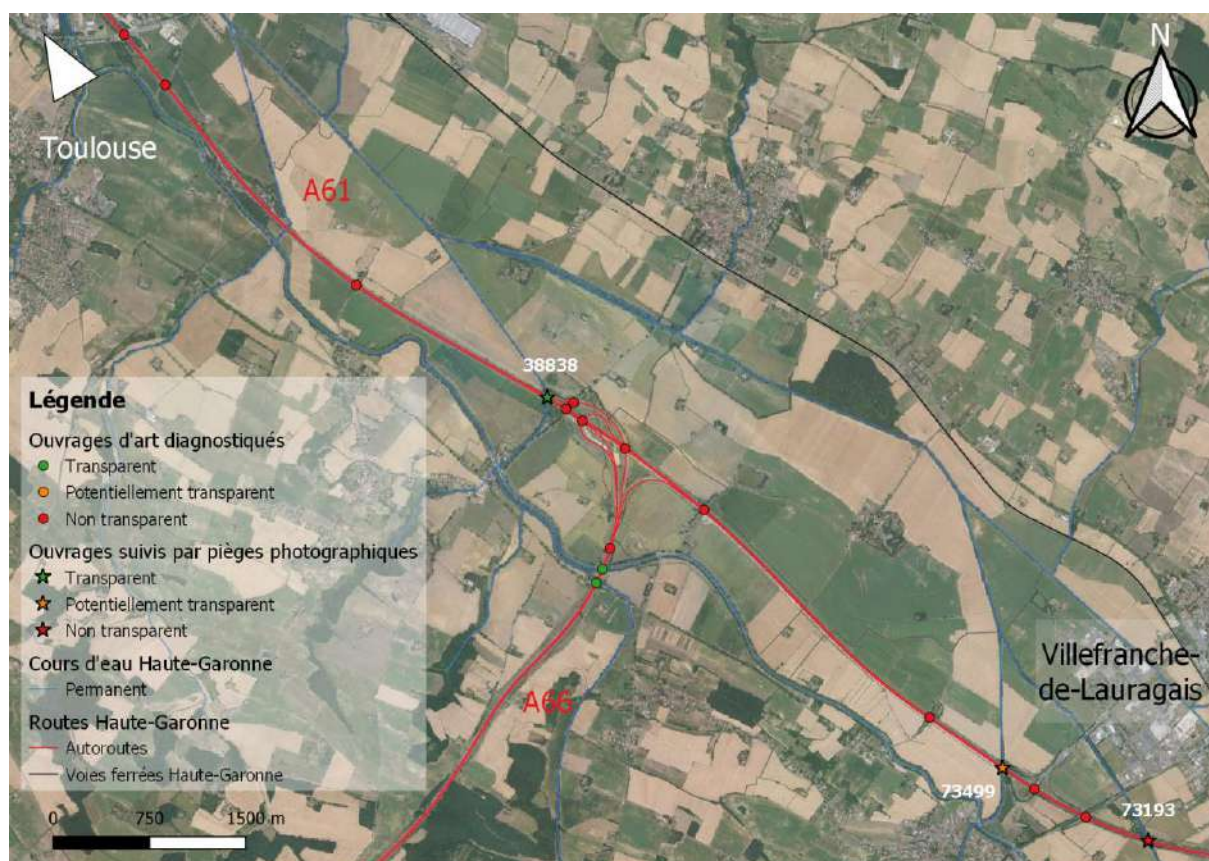 N
Toulouse
A61
38838
Légende
Ouvrages d'art diagnostiqués
Transparent
Potentiellement transparent
Non transparent
Ouvrages suivis par pièges photographiques
Transparent
Potentiellement transparent
Non transparent
Cours d'eau Haute-Garonne
Permanent
Routes Haute-Garonne
Autoroutes
Voies ferrées Haute-Garonne
0 750 1500 m
A66
Villefranche-
de-Lauragais
73499
73193